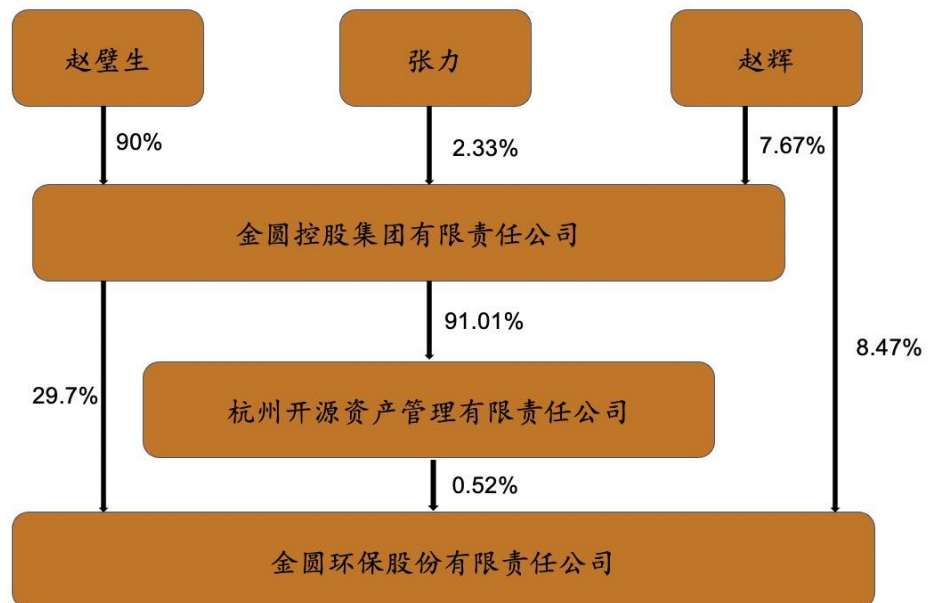 赵璧生
张力
赵辉
90%
2.33%
7.67%
金圆控股集团有限责任公司
91.01%
8.47%
29.7%
杭州开源资产管理有限责任公司
0.52%
金圆环保股份有限责任公司